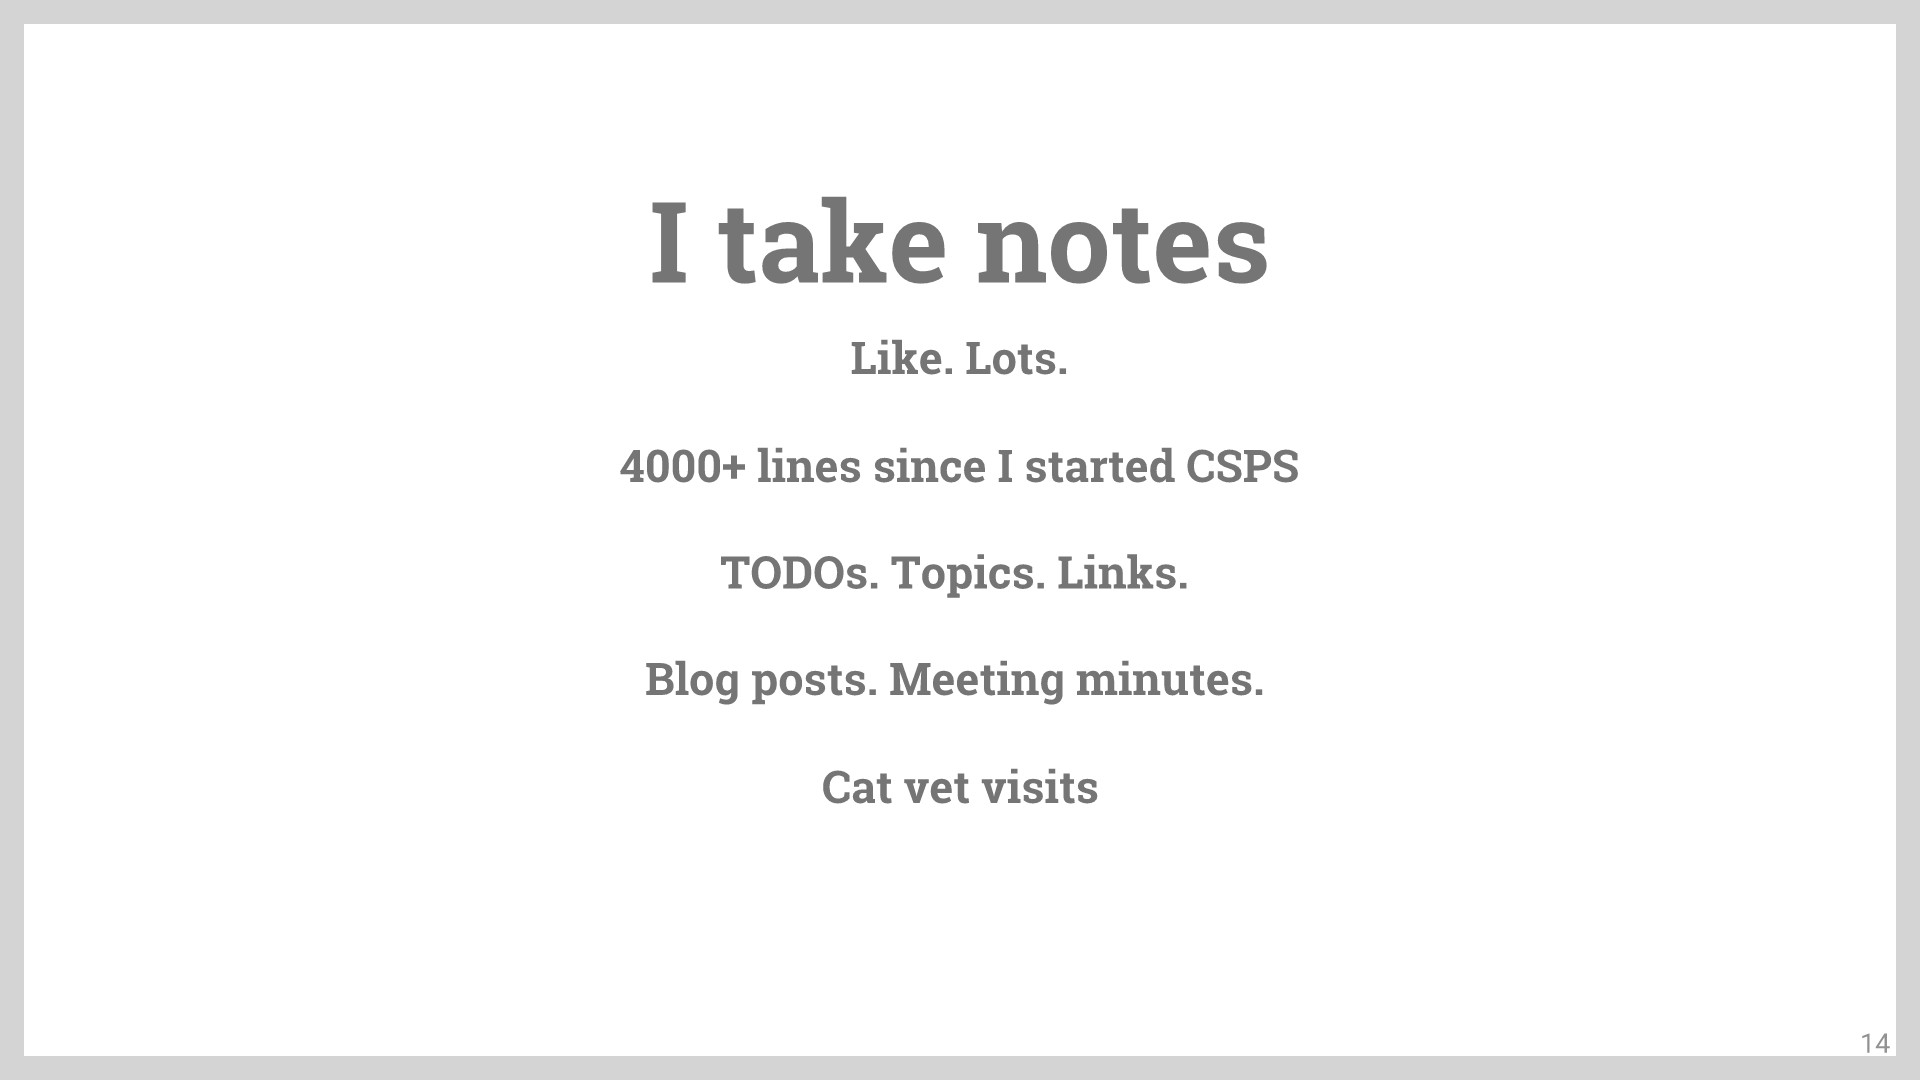 I take notes
Like. Lots.
4000+ lines since I started CSPS
TODOs. Topics. Links.
Blog posts. Meeting minutes.
Cat vet visits
14